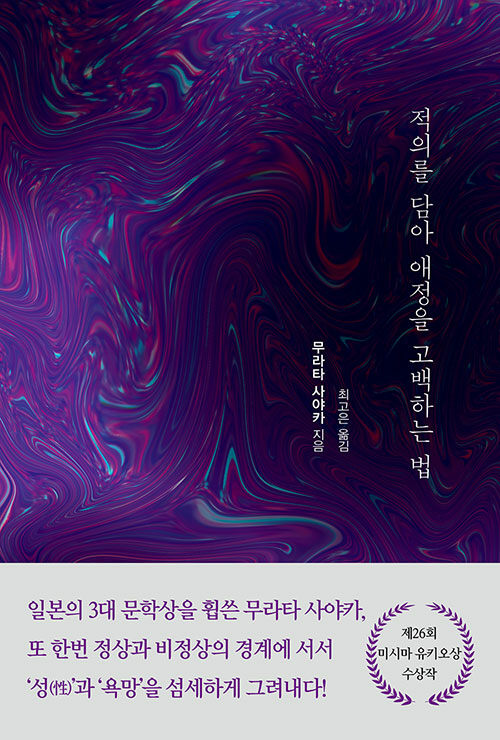 적의를 담아 애정을 고백하는 법
무라타 사야카 지음
최고은 옮김
일본의 3대 문학상을 휩쓴 무라타 사야카,
또 한번 정상과 비정상의 경계에 서서
‘성(性)’과 ‘욕망’을 섬세하게 그려내다!
제26회
미시마 유키오상
수상작